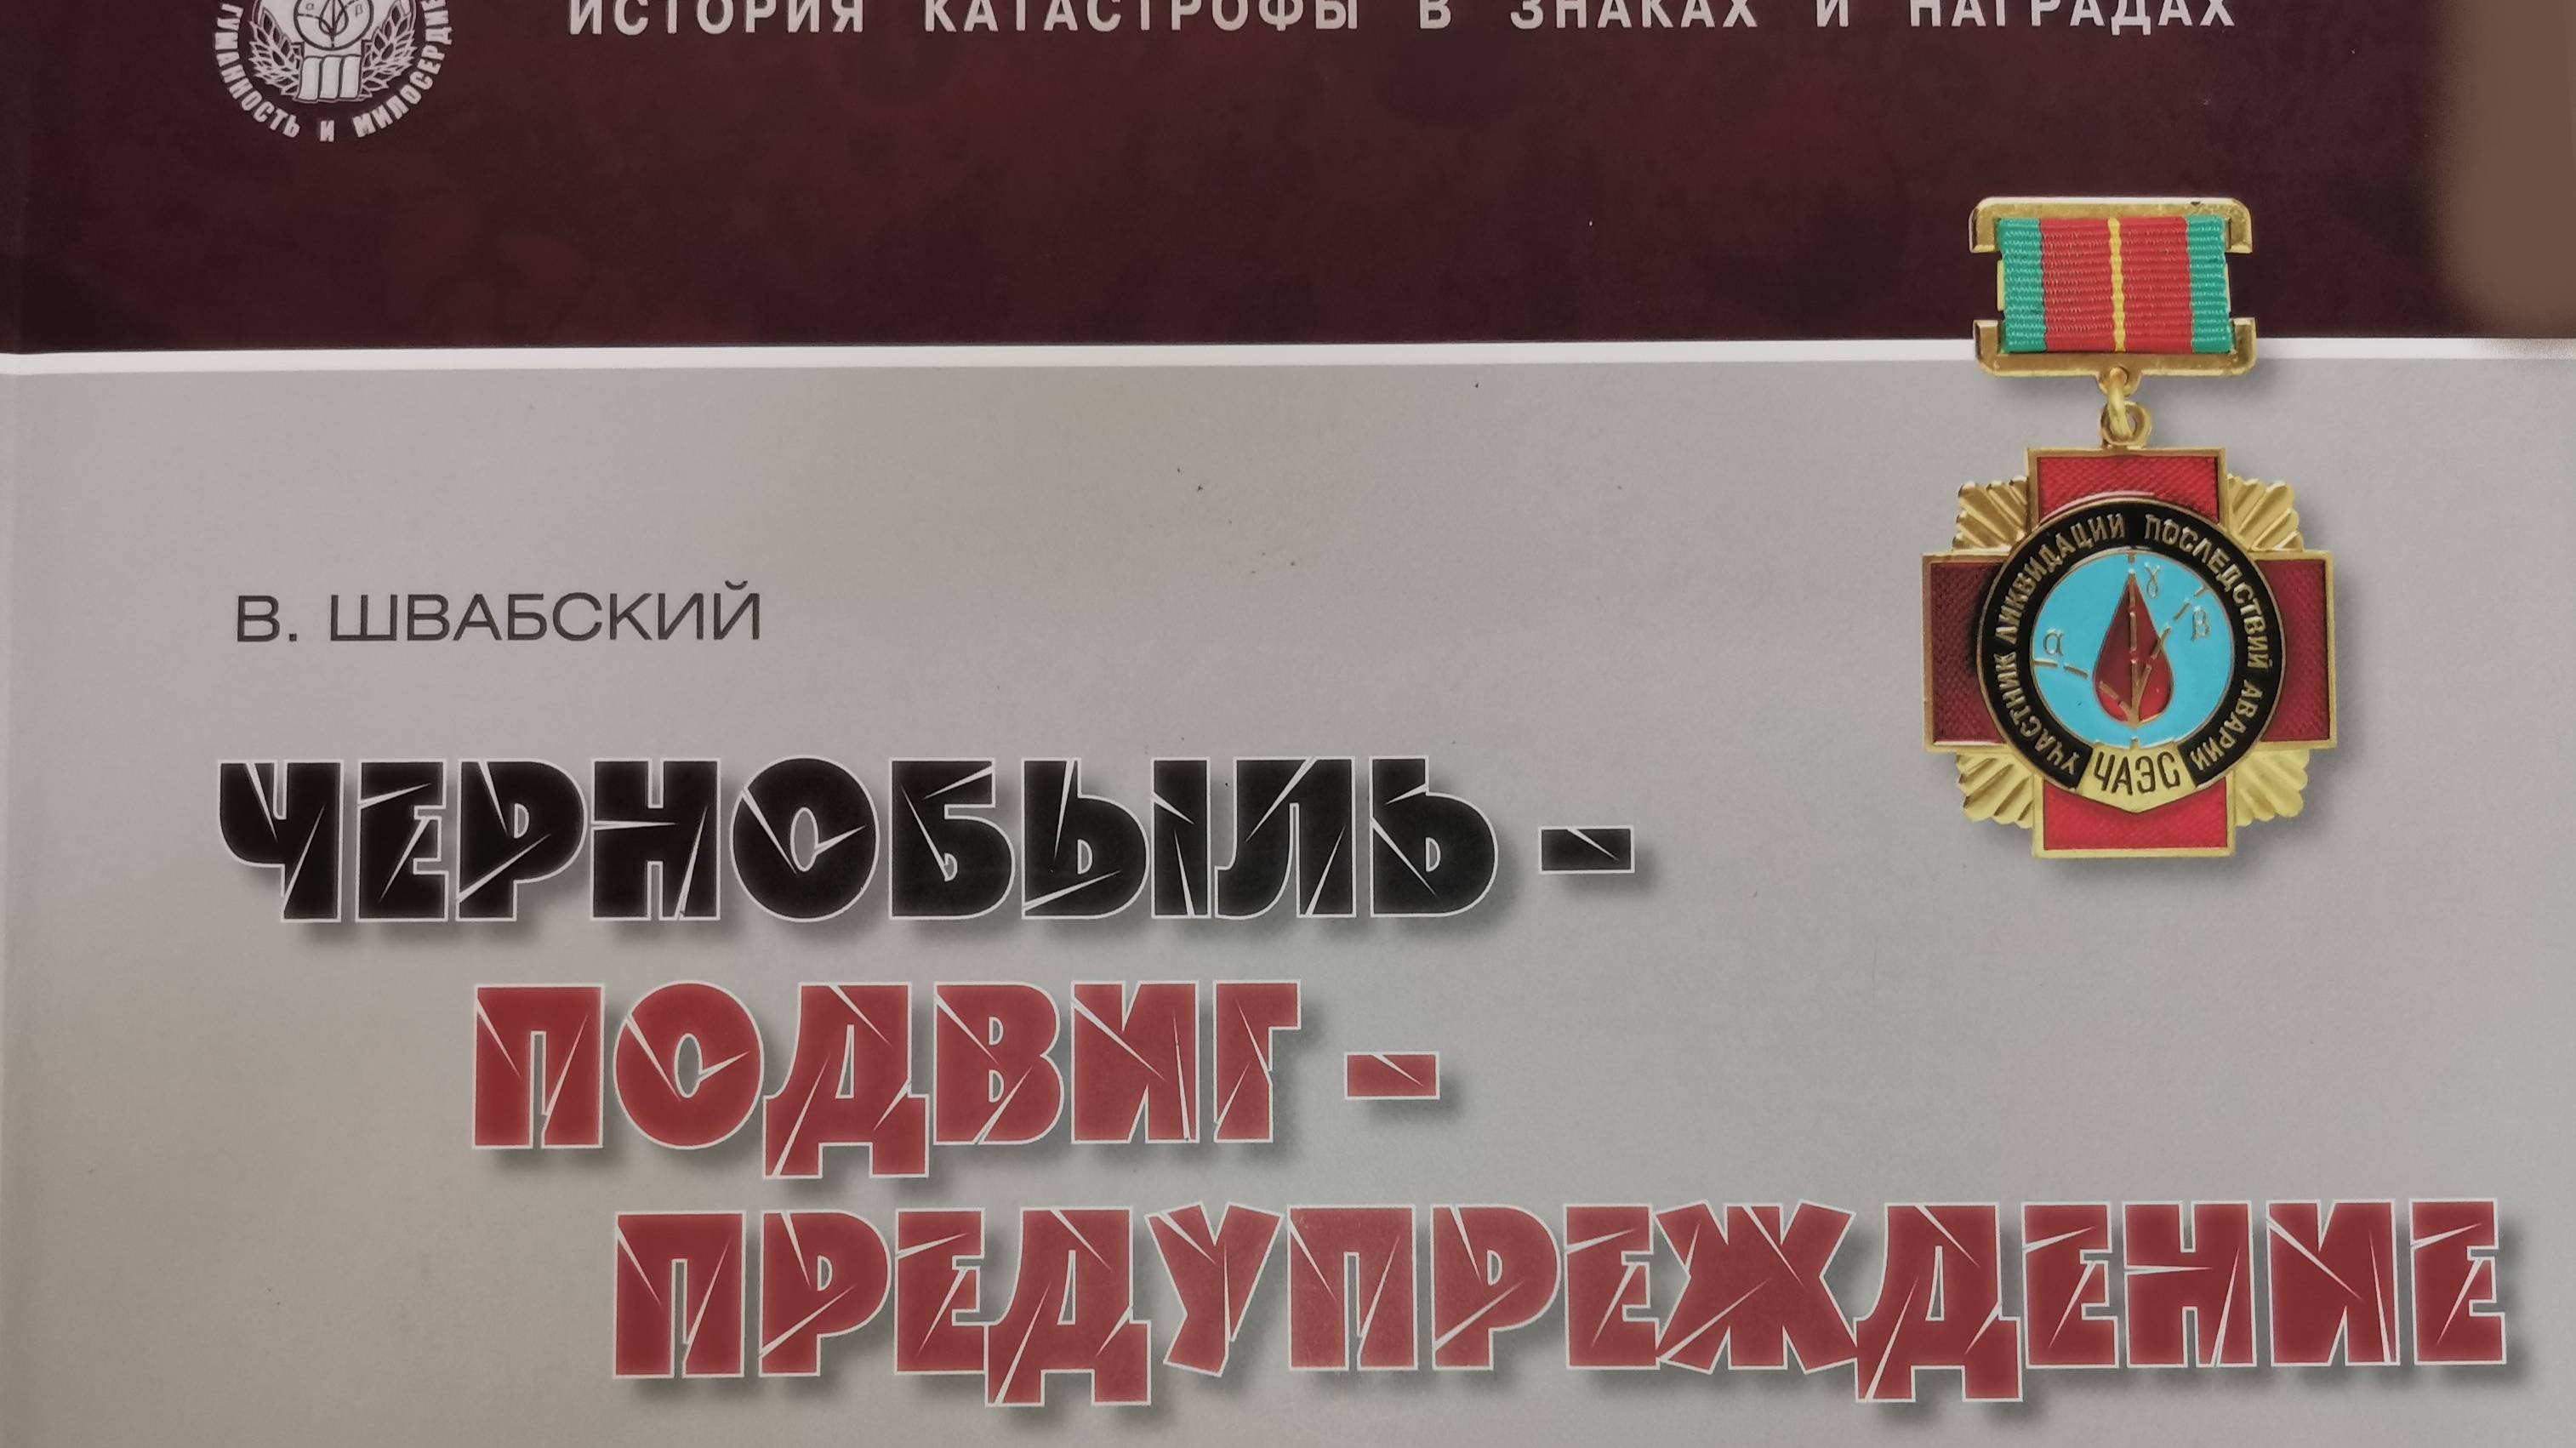 ИСТОРИЯ КАТАСТРОФЫ В ЗНАКАХ И НАГРАДАХ
ГУМАННОСТЬ И МИЛОСЕРДИЕ
УЧАСТНИК ЛИКВИДАЦИИ ПОСЛЕДСТВИЙ АВАРИИ
γ
β
α
ЧАЭС
В. ШВАБСКИЙ
ЧЕРНОБЫЛЬ -
ПОДВИГ -
ПРЕДУПРЕЖДЕНИЕ